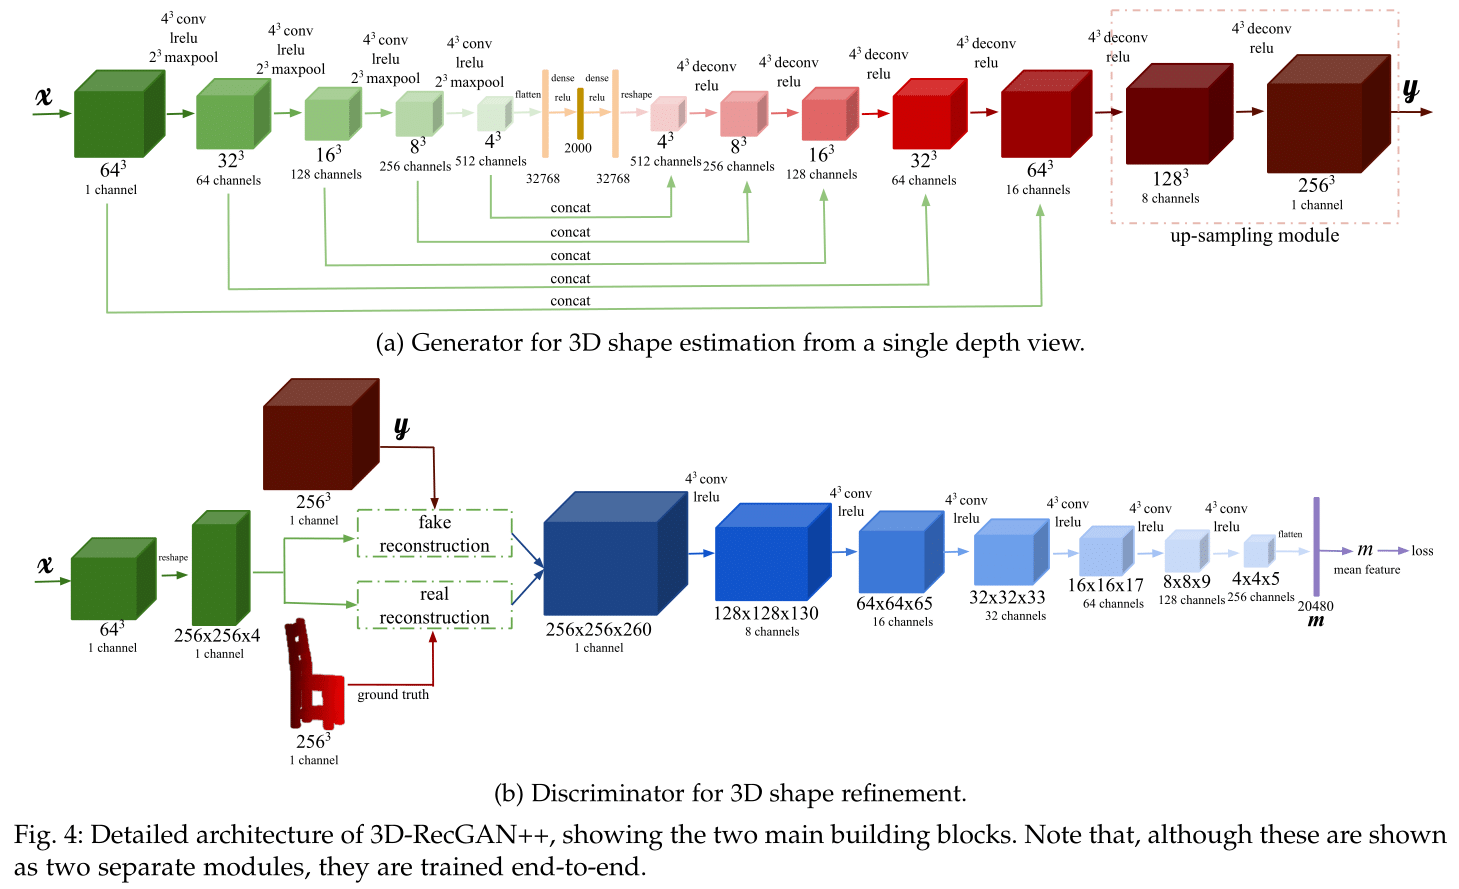 4³ conv
lrelu
2³ maxpool
4³ conv
lrelu
2³ maxpool
4³ conv
lrelu
2³ maxpool
4³ conv
lrelu
2³ maxpool
flatten
dense
relu
dense
relu
reshape
4³ deconv
relu
4³ deconv
relu
4³ deconv
relu
4³ deconv
relu
4³ deconv
relu
4³ deconv
relu
x
y
64³
1 channel
32³
64 channels
16³
128 channels
8³
256 channels
4³
512 channels
32768
2000
32768
4³
512 channels
8³
256 channels
16³
128 channels
32³
64 channels
64³
16 channels
128³
8 channels
256³
1 channel
up-sampling module
concat
concat
concat
concat
concat
(a) Generator for 3D shape estimation from a single depth view.
y
256³
1 channel
x
reshape
64³
1 channel
256x256x4
1 channel
fake
reconstruction
real
reconstruction
ground truth
256³
1 channel
256x256x260
1 channel
4³ conv
lrelu
128x128x130
8 channels
4³ conv
lrelu
64x64x65
16 channels
4³ conv
lrelu
32x32x33
32 channels
4³ conv
lrelu
16x16x17
64 channels
4³ conv
lrelu
8x8x9
128 channels
4³ conv
lrelu
4x4x5
256 channels
flatten
20480
m
m
mean feature
loss
(b) Discriminator for 3D shape refinement.
Fig. 4: Detailed architecture of 3D-RecGAN++, showing the two main building blocks. Note that, although these are shown
as two separate modules, they are trained end-to-end.